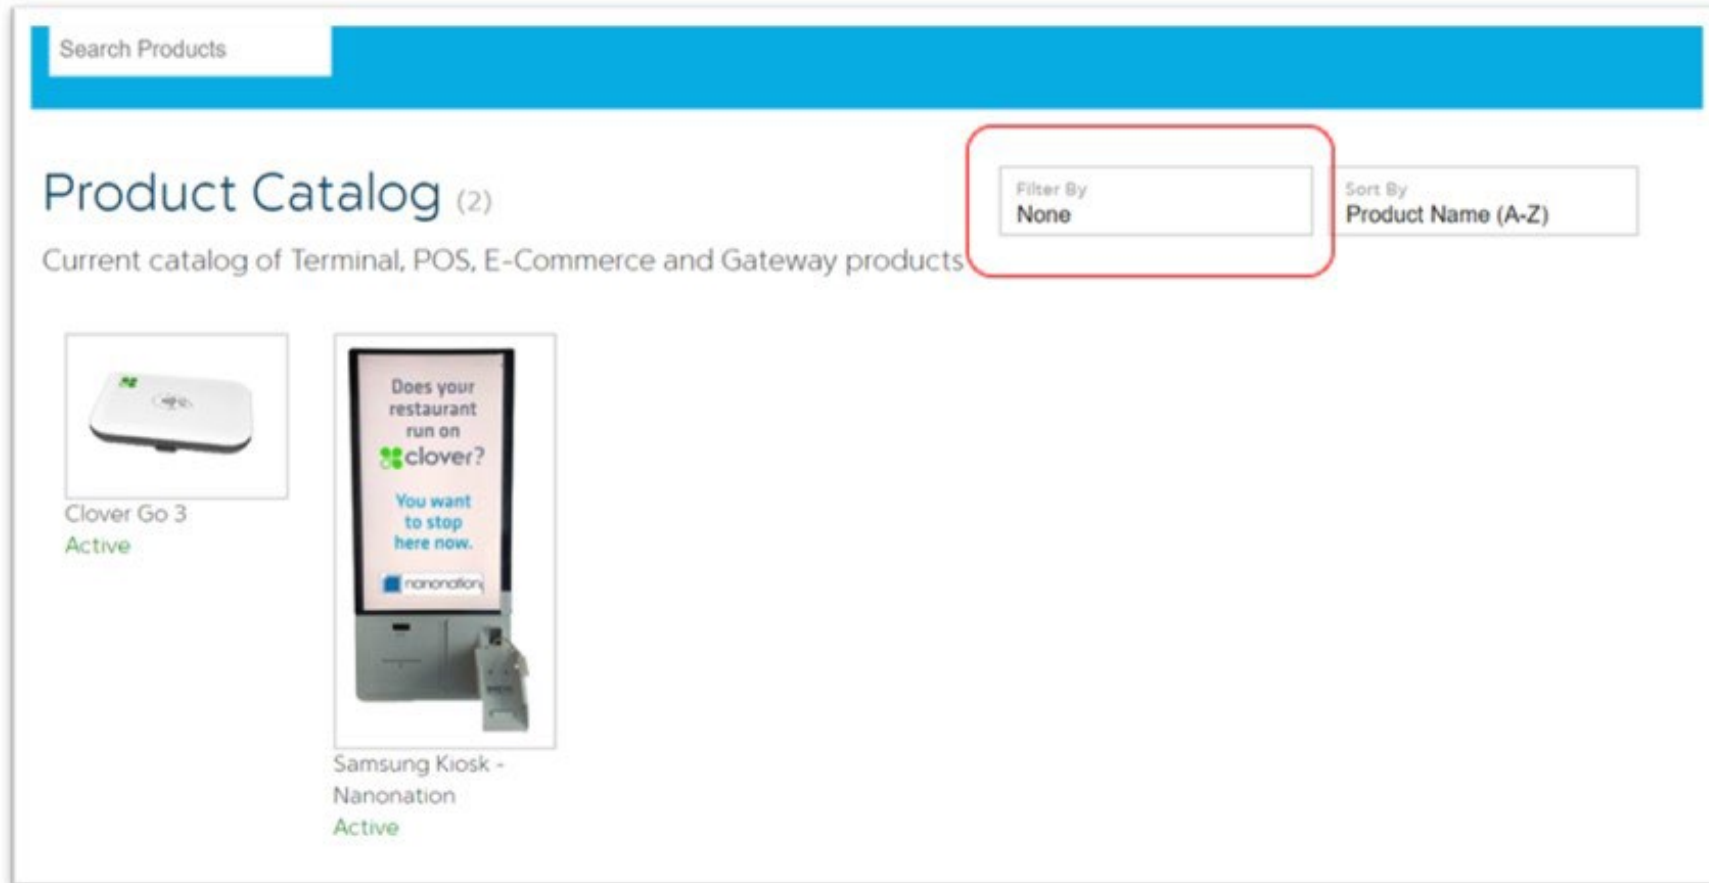 Search Products
Product Catalog (2)
Filter By
None
Sort By
Product Name (A-Z)
Current catalog of Terminal, POS, E-Commerce and Gateway products
Does your
restaurant
run on
clover?
You want
to stop
here now.
nanonation
Clover Go 3
Active
Samsung Kiosk -
Nanonation
Active